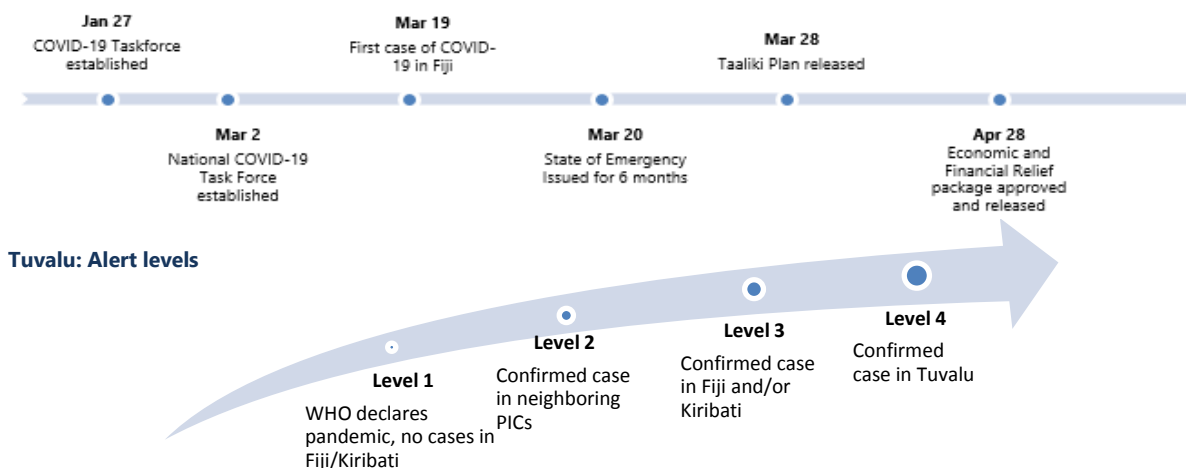 Jan 27
COVID-19 Taskforce
established
Mar 19
First case of COVID-
19 in Fiji
Mar 28
Taaliki Plan released
Mar 2
National COVID-19
Task Force
established
Mar 20
State of Emergency
Issued for 6 months
Apr 28
Economic and
Financial Relief
package approved
and released
Tuvalu: Alert levels
Level 1
WHO declares
pandemic, no cases in
Fiji/Kiribati
Level 2
Confirmed case
in neighboring
PICs
Level 3
Confirmed case
in Fiji and/or
Kiribati
Level 4
Confirmed
case in Tuvalu